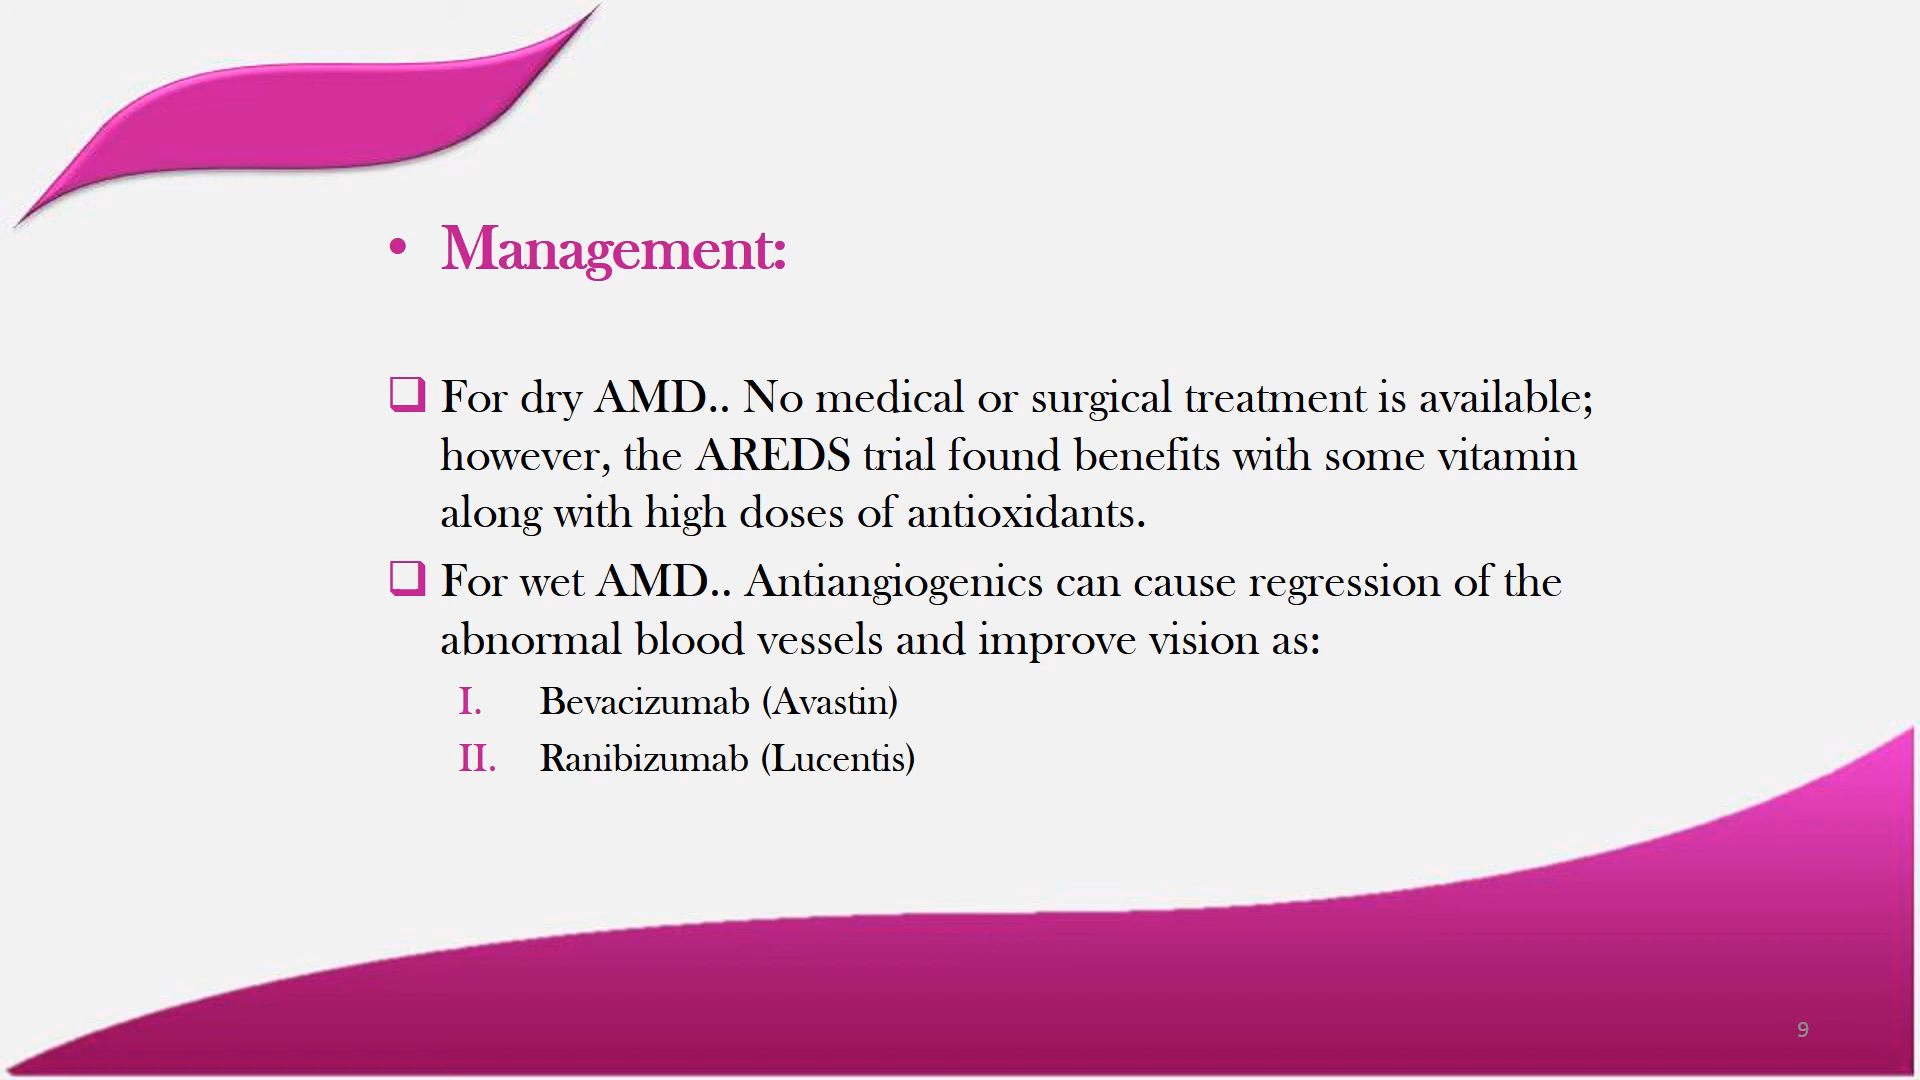 • Management:
❑ For dry AMD.. No medical or surgical treatment is available;
however, the AREDS trial found benefits with some vitamin
along with high doses of antioxidants.
❑ For wet AMD.. Antiangiogenics can cause regression of the
abnormal blood vessels and improve vision as:
I. Bevacizumab (Avastin)
II. Ranibizumab (Lucentis)
9